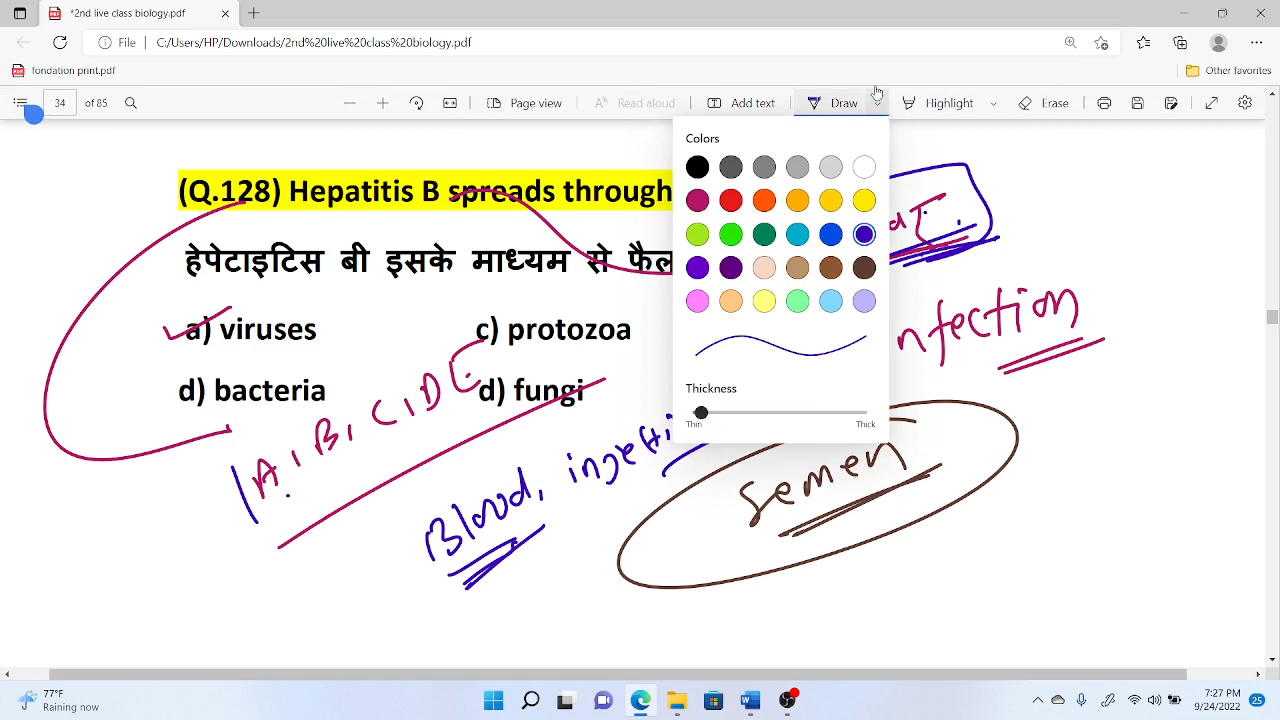 *2nd live class biology.pdf
File C:/Users/HP/Downloads/2nd%20live%20class%20biology.pdf
fondation print.pdf
Other favorites
34 of 85
Page view
Read aloud
text
Draw
Highlight
Erase
Colors
(Q.128) Hepatitis B spreads through
हेपेटाइटिस बी इसके माध्यम से फैल
a) viruses c) protozoa
d) bacteria d) fungi
Thickness
Thin Thick
nfection
A, B, C, D E
Blood, ingesti
Semen
77°F
Raining now
7:27 PM
9/24/2022
25